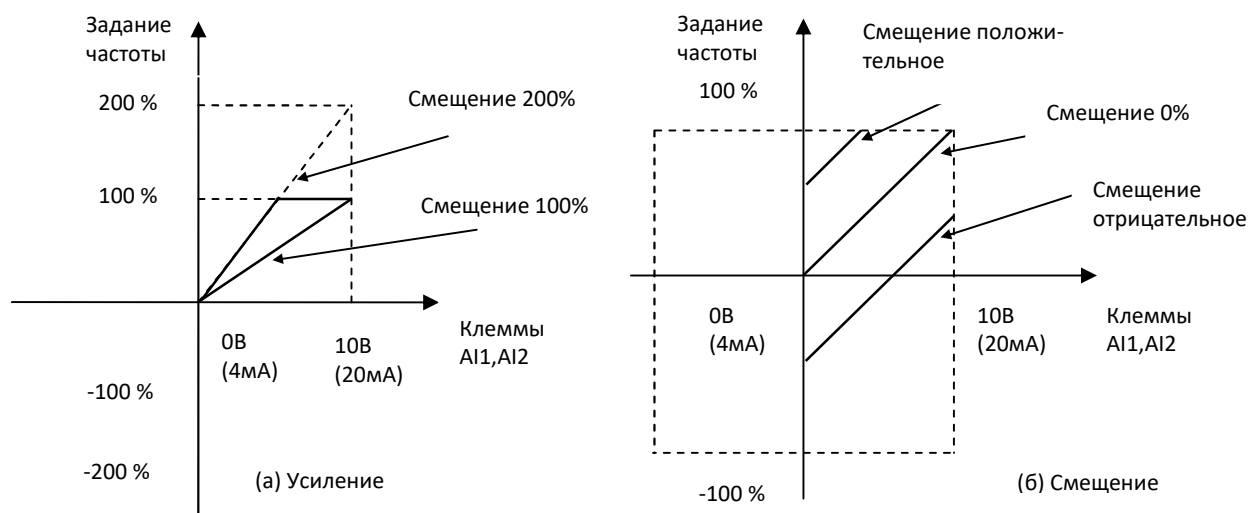 Задание
частоты
200 %
Смещение 200%
100 %
Смещение 100%
0В
(4мА)
10В
(20мА)
Клеммы
AI1,AI2
-100 %
-200 %
(а) Усиление
Задание
частоты
Смещение положи-
тельное
100 %
Смещение 0%
Смещение
отрицательное
0В
(4мА)
10В
(20мА)
Клеммы
AI1,AI2
-100 %
(б) Смещение